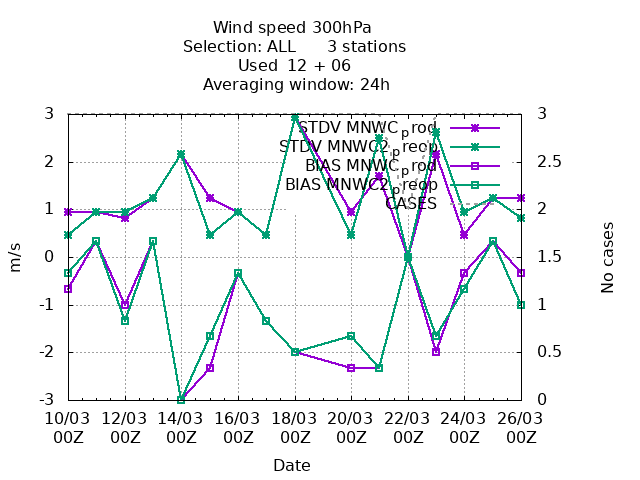 Wind speed 300hPa
Selection: ALL 3 stations
Used 12 + 06
Averaging window: 24h
STDV MNWC_prod
STDV MNWC2_preop
BIAS MNWC_prod
BIAS MNWC2_preop
CASES
3
2
1
0
-1
-2
-3
m/s
3
2.5
2
1.5
1
0.5
0
No cases
10/03 12/03 14/03 16/03 18/03 20/03 22/03 24/03 26/03
00Z 00Z 00Z 00Z 00Z 00Z 00Z 00Z 00Z
Date